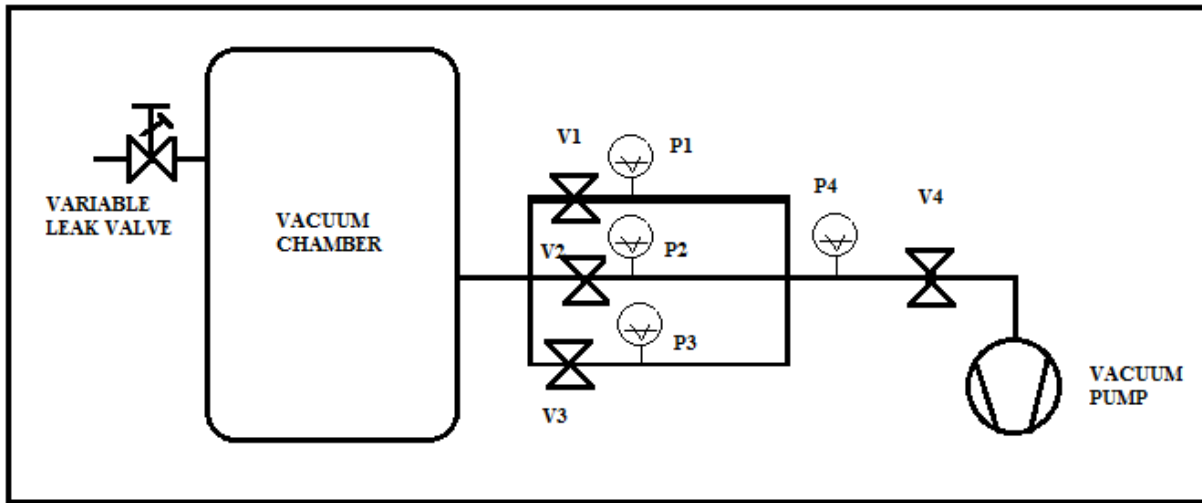 VARIABLE
LEAK VALVE
VACUUM
CHAMBER
V1
P1
V2
P2
V3
P3
P4
V4
VACUUM
PUMP